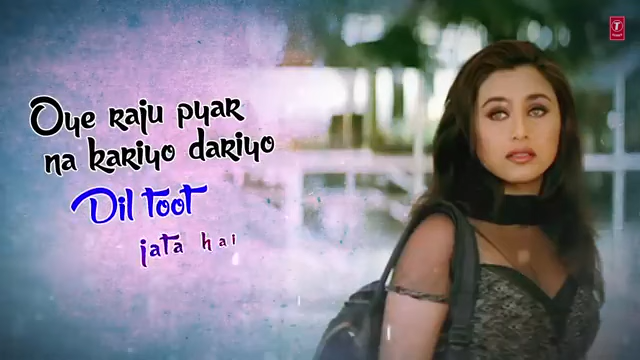 Oye raju pyar
na kariyo dariyo
Dil toot
jata hai